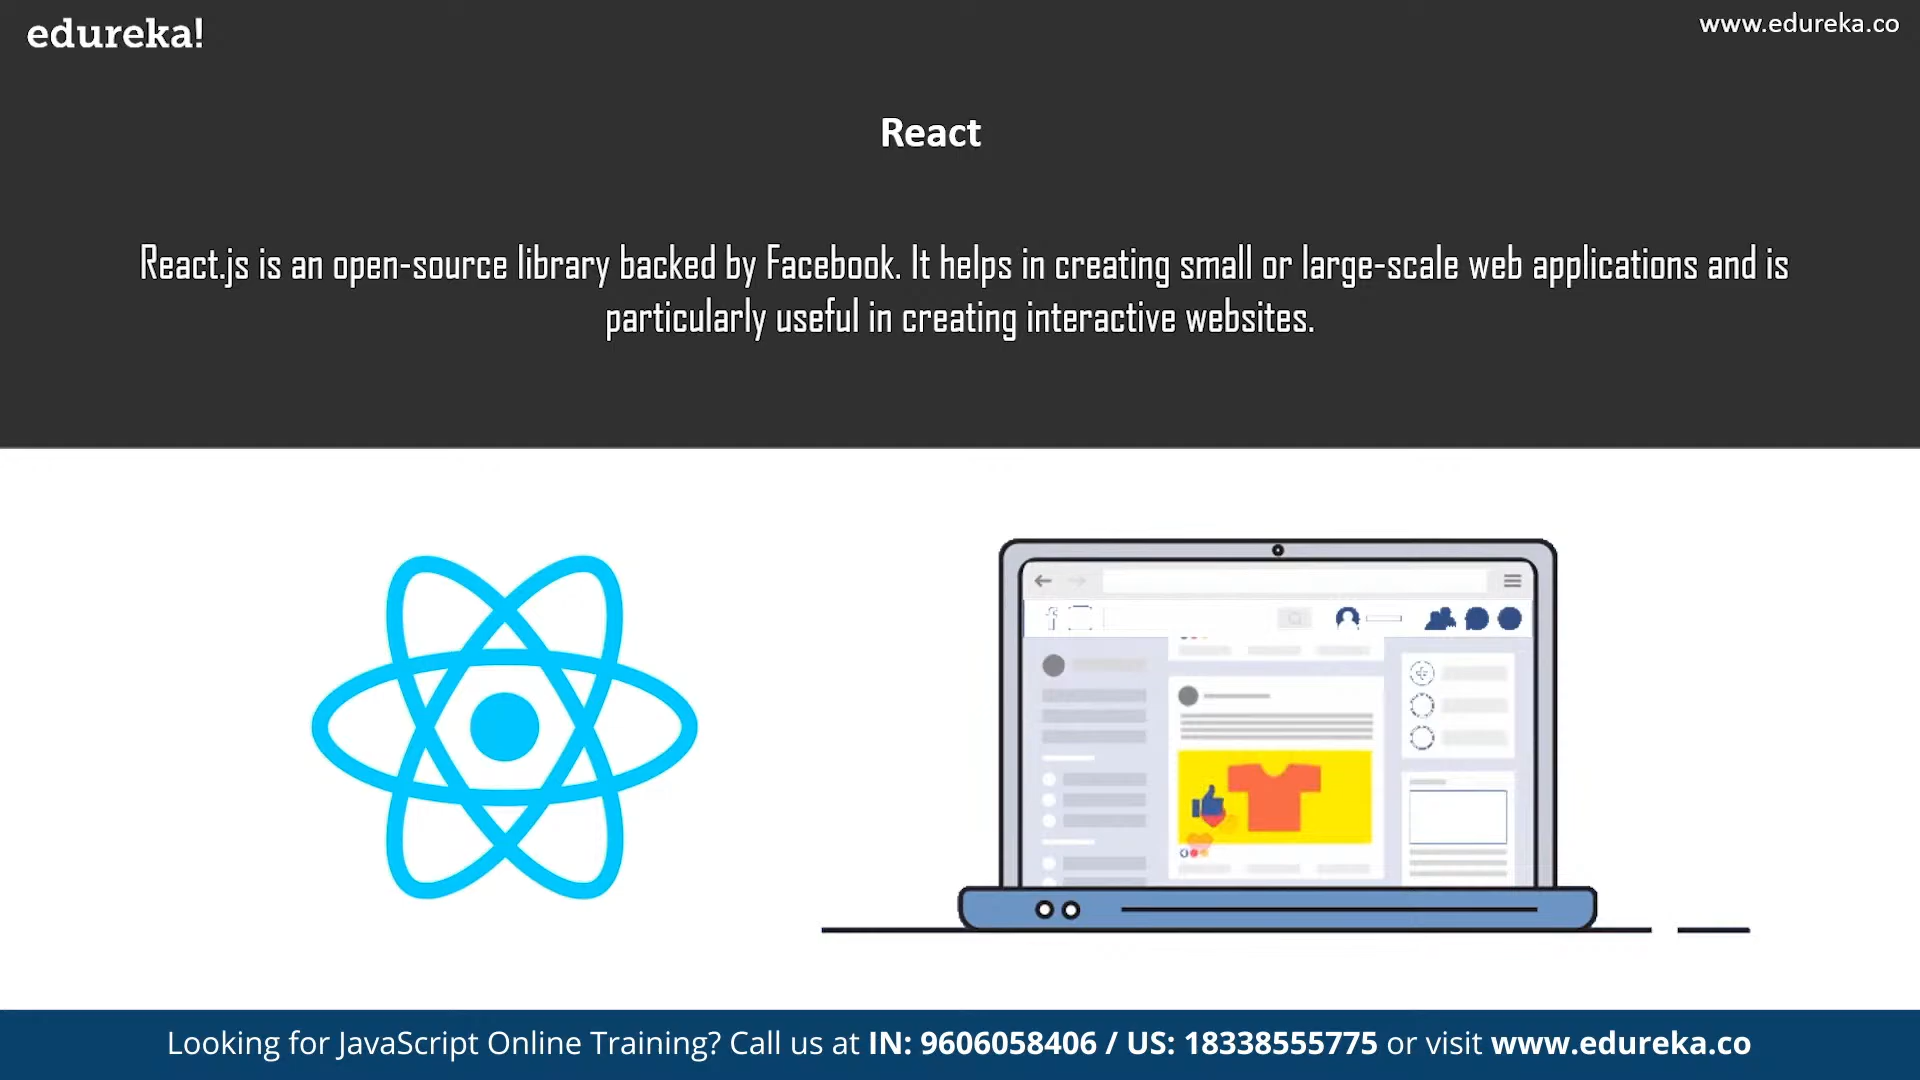 edureka!
www.edureka.co
React
React.js is an open-source library backed by Facebook. It helps in creating small or large-scale web applications and is
particularly useful in creating interactive websites.
f
Looking for JavaScript Online Training? Call us at IN: 9606058406 / US: 18338555775 or visit www.edureka.co